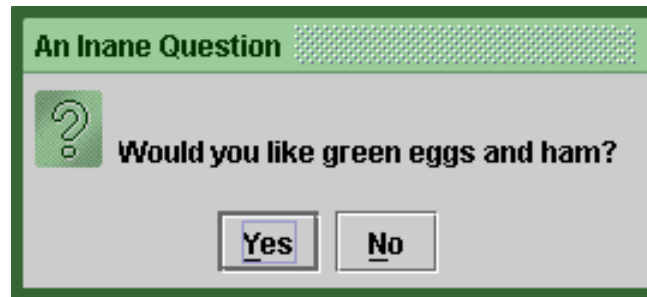 An Inane Question
Would you like green eggs and ham?
Yes No